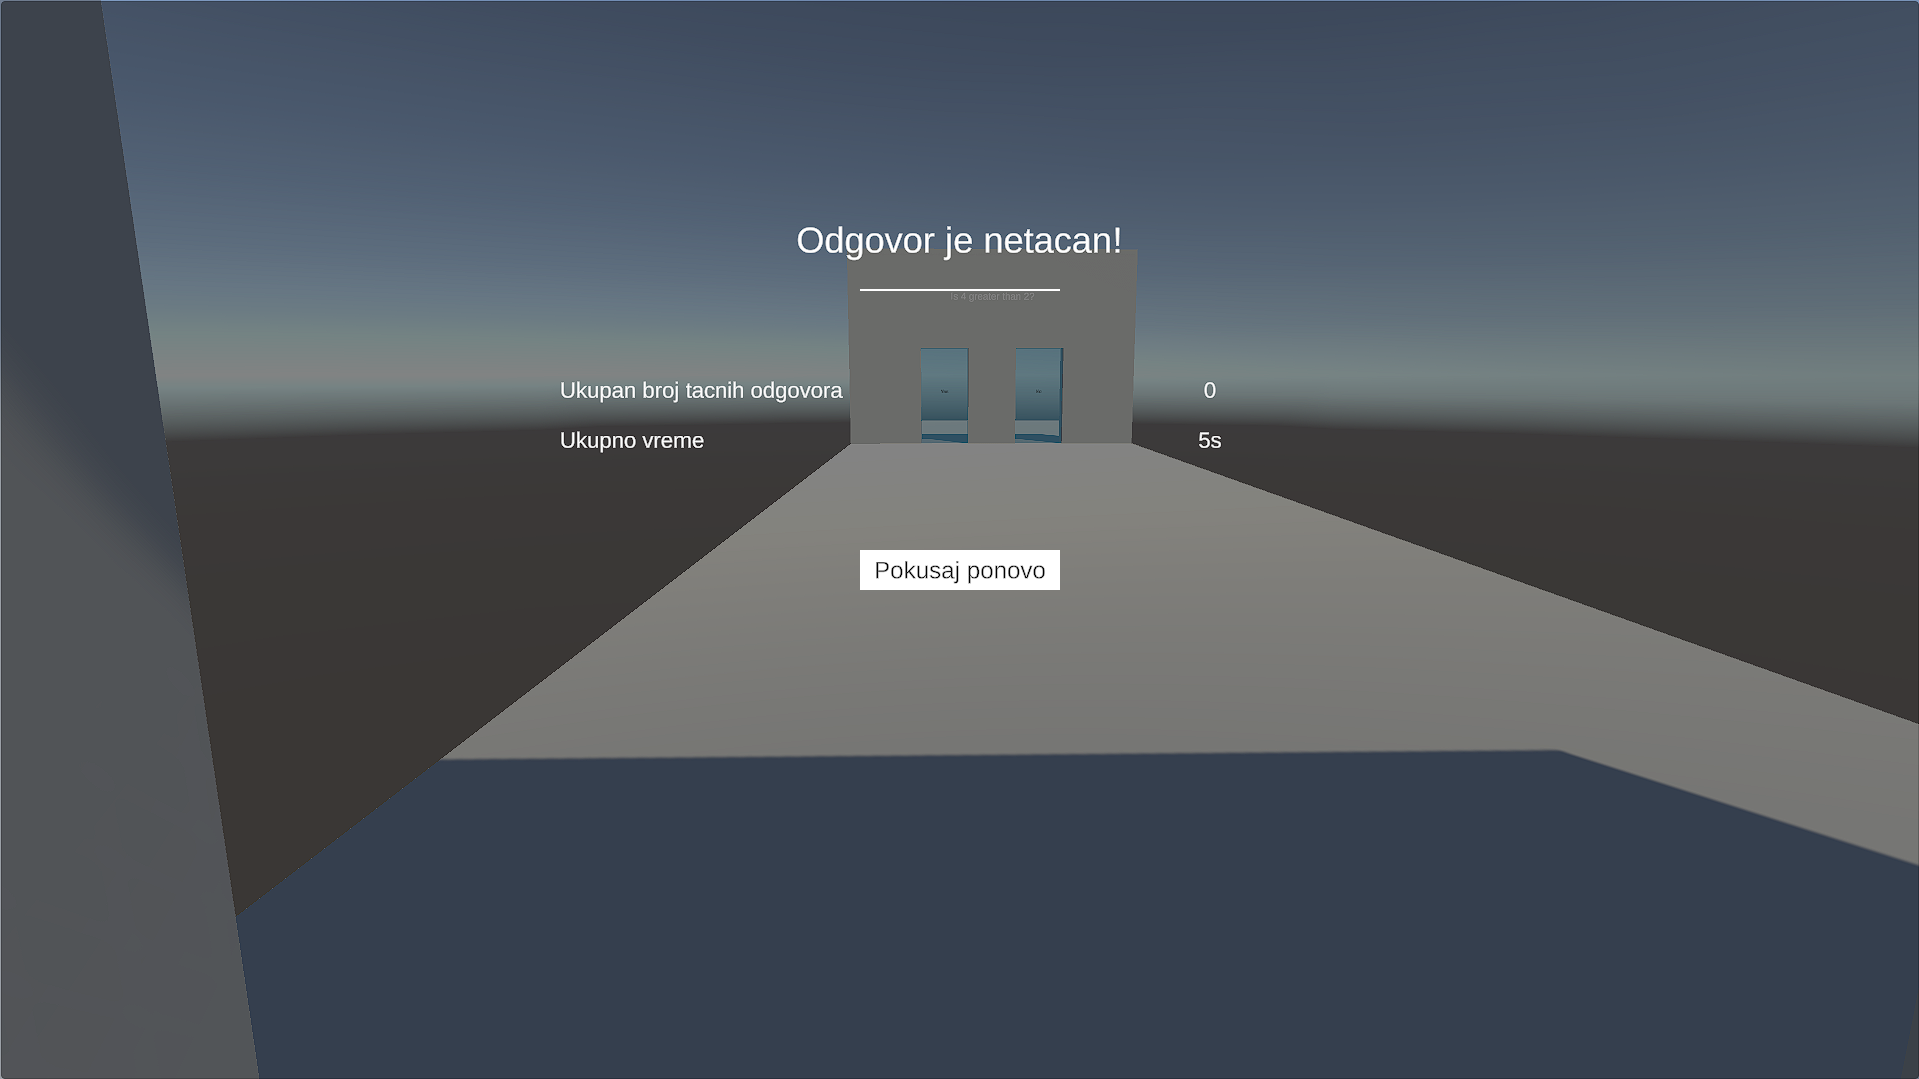 Odgovor je netacan!
Is 4 greater than 2?
Ukupan broj tacnih odgovora 0
Ukupno vreme 5s
Pokusaj ponovo